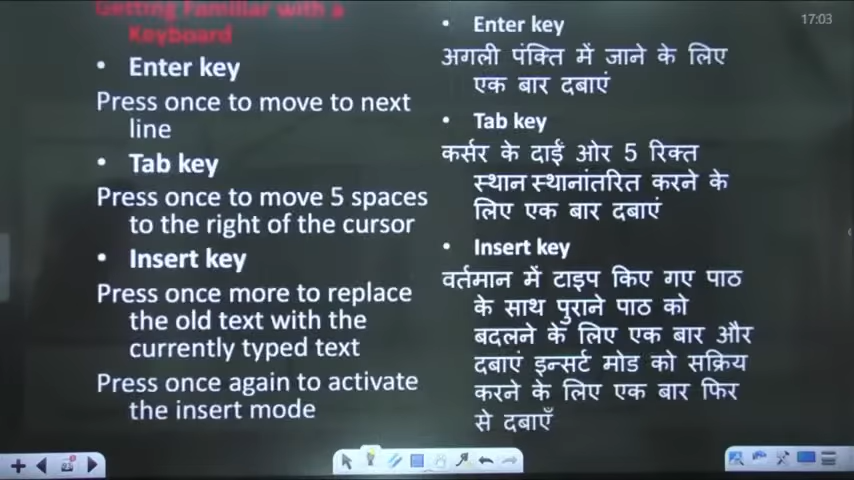 Getting Familiar with a
Keyboard
• Enter key
Press once to move to next
line
• Tab key
Press once to move 5 spaces
to the right of the cursor
• Insert key
Press once more to replace
the old text with the
currently typed text
Press once again to activate
the insert mode
• Enter key
अगली पंक्ति में जाने के लिए
एक बार दबाएं
• Tab key
कर्सर के दाईं ओर 5 रिक्त
स्थान स्थानांतरित करने के
लिए एक बार दबाएं
• Insert key
वर्तमान में टाइप किए गए पाठ
के साथ पुराने पाठ को
बदलने के लिए एक बार और
दबाएं इन्सर्ट मोड को सक्रिय
करने के लिए एक बार फिर
से दबाएँ
17:03